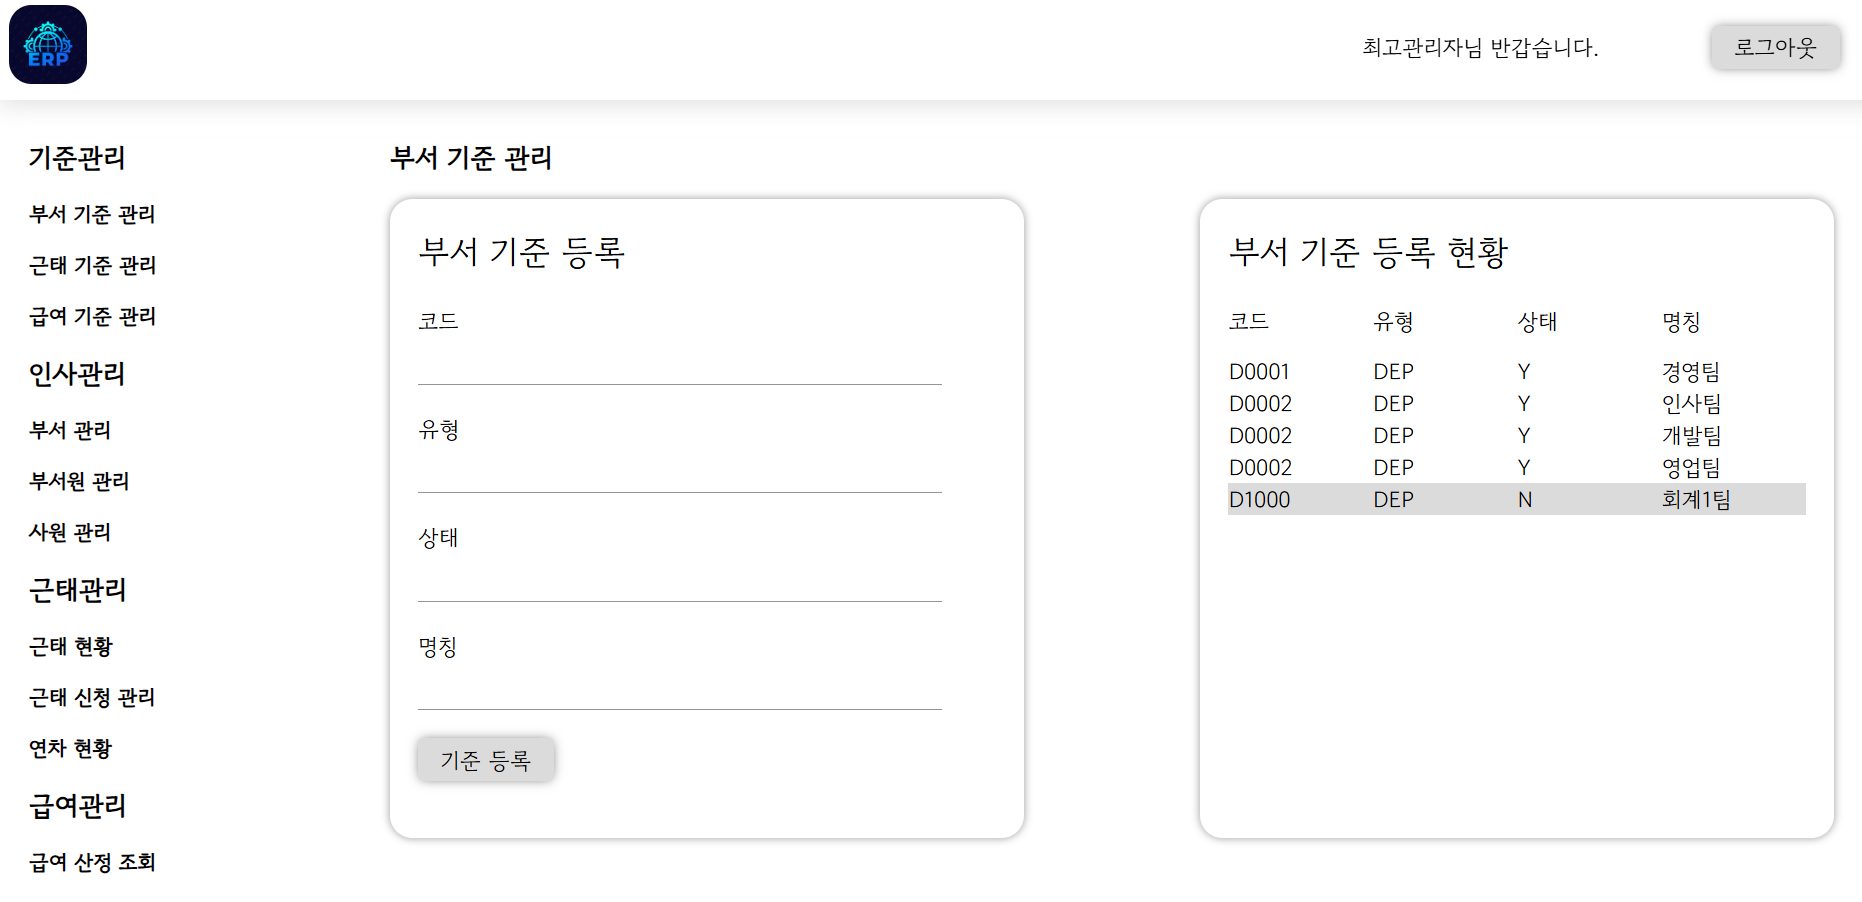 ERP
최고관리자님 반갑습니다.
로그아웃
기준관리
부서 기준 관리
근태 기준 관리
급여 기준 관리
인사관리
부서 관리
부서원 관리
사원 관리
근태관리
근태 현황
근태 신청 관리
연차 현황
급여관리
급여 산정 조회
부서 기준 관리
부서 기준 등록
코드
유형
상태
명칭
기준 등록
부서 기준 등록 현황
코드 유형 상태 명칭
D0001 DEP Y 경영팀
D0002 DEP Y 인사팀
D0002 DEP Y 개발팀
D0002 DEP Y 영업팀
D1000 DEP N 회계1팀